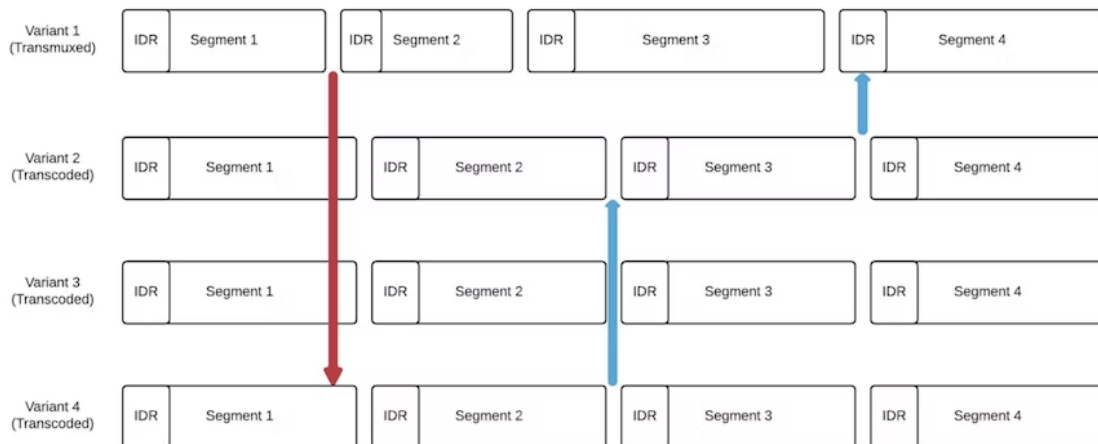 Variant 1
(Transmuxed)
IDR Segment 1 IDR Segment 2 IDR Segment 3 IDR Segment 4
Variant 2
(Transcoded)
IDR Segment 1 IDR Segment 2 IDR Segment 3 IDR Segment 4
Variant 3
(Transcoded)
IDR Segment 1 IDR Segment 2 IDR Segment 3 IDR Segment 4
Variant 4
(Transcoded)
IDR Segment 1 IDR Segment 2 IDR Segment 3 IDR Segment 4